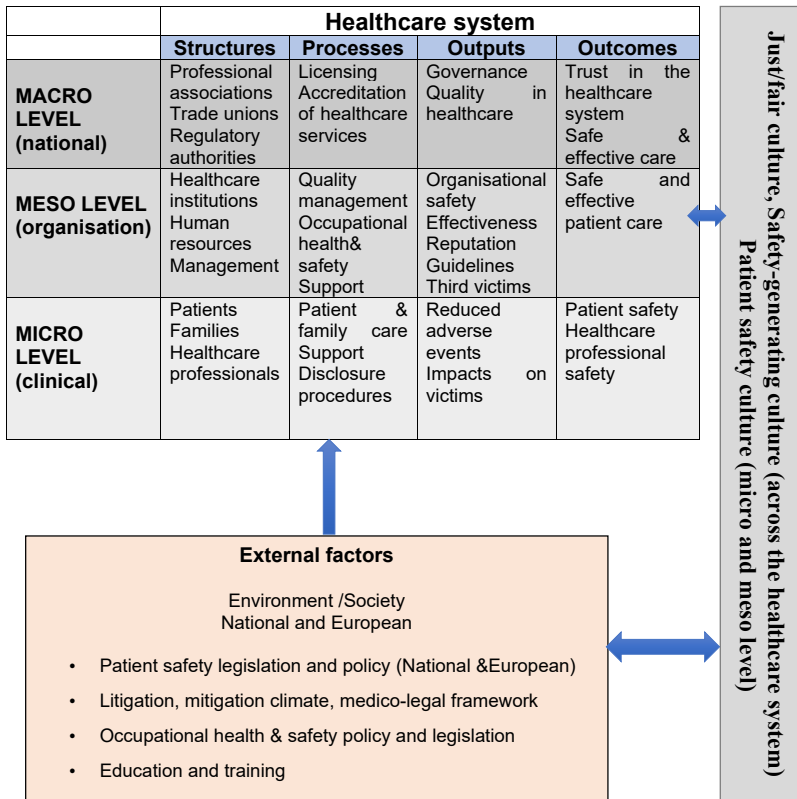 Healthcare system
Structures Processes Outputs Outcomes
MACRO
LEVEL
(national)
Professional
associations
Trade unions
Regulatory
authorities
Licensing
Accreditation
of healthcare
services
Governance
Quality in
healthcare
Trust in the
healthcare
system
Safe &
effective care
MESO LEVEL
(organisation)
Healthcare
institutions
Human
resources
Management
Quality
management
Occupational
health&
safety
Support
Organisational
safety
Effectiveness
Reputation
Guidelines
Third victims
Safe and
effective
patient care
MICRO
LEVEL
(clinical)
Patients
Families
Healthcare
professionals
Patient &
family care
Support
Disclosure
procedures
Reduced
adverse
events
Impacts on
victims
Patient safety
Healthcare
professional
safety
Just/fair culture, Safety-generating culture (across the healthcare system)
Patient safety culture (micro and meso level)
External factors
Environment /Society
National and European
• Patient safety legislation and policy (National &European)
• Litigation, mitigation climate, medico-legal framework
• Occupational health & safety policy and legislation
• Education and training